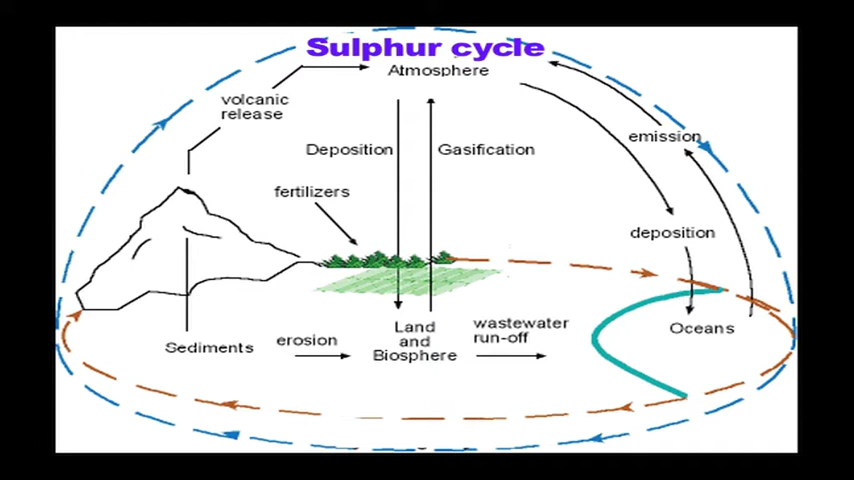 Sulphur cycle
Atmosphere
volcanic
release
emission
Deposition
Gasification
fertilizers
deposition
Land
and
Biosphere
wastewater
run-off
Oceans
Sediments
erosion